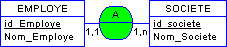 EMPLOYE
id_Employe
Nom_Employe
1,1
A
1,n
SOCIETE
id_societe
Nom_Societe